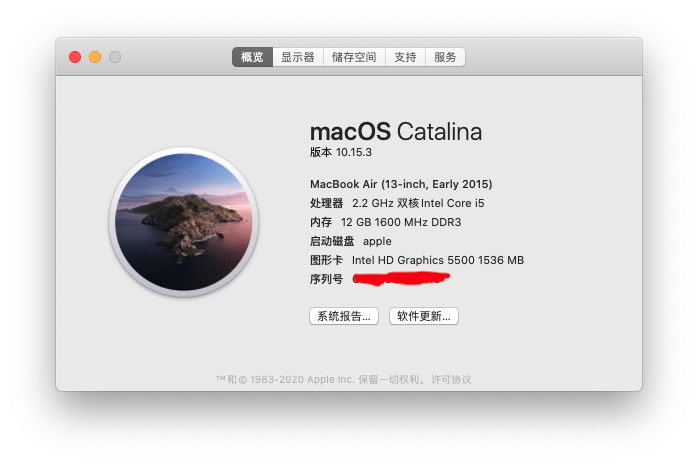 概览 显示器 储存空间 支持 服务
macOS Catalina
版本 10.15.3
MacBook Air (13-inch, Early 2015)
处理器 2.2 GHz 双核Intel Core i5
内存 12 GB 1600 MHz DDR3
启动磁盘 apple
图形卡 Intel HD Graphics 5500 1536 MB
序列号
系统报告... 软件更新...
™和© 1983-2020 Apple Inc. 保留一切权利。许可协议